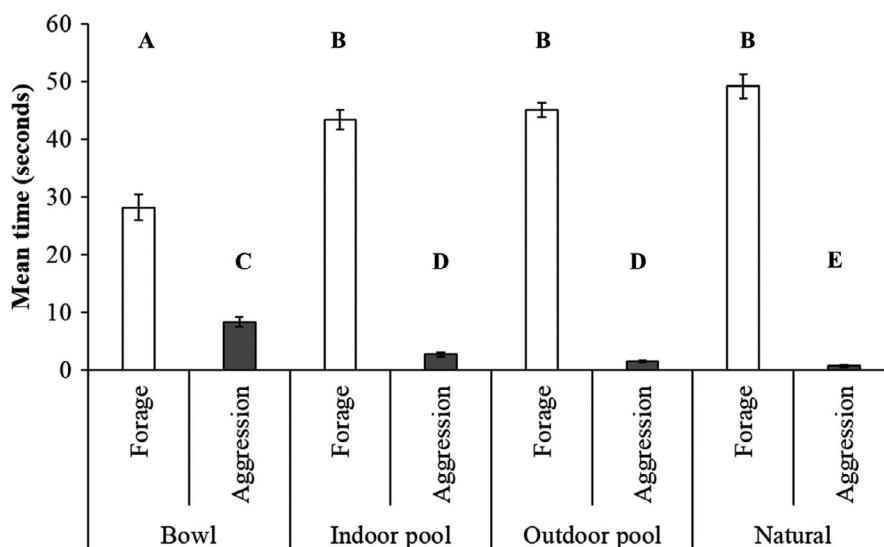 60
50
40
30
20
10
0
Mean time (seconds)
A
B
B
B
C
D
D
E
Forage
Aggression
Forage
Aggression
Forage
Aggression
Forage
Aggression
Bowl
Indoor pool
Outdoor pool
Natural